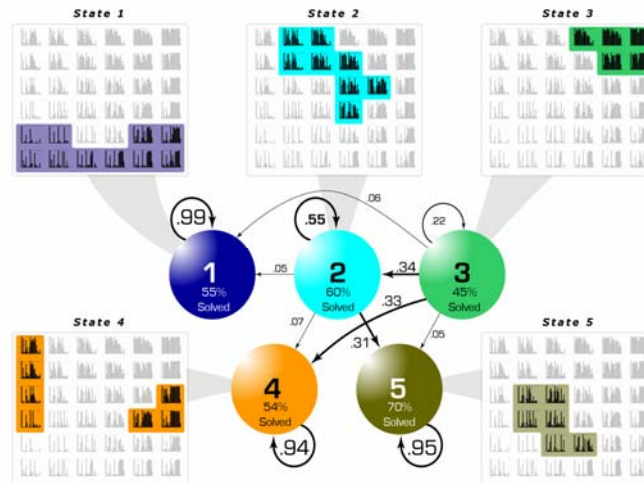 State 1
State 2
State 3
.99
.55
.06
.22
1
55%
Solved
.05
2
60%
Solved
.34
3
45%
Solved
.33
.07
.31
.05
State 4
State 5
4
54%
Solved
5
70%
Solved
.94
.95